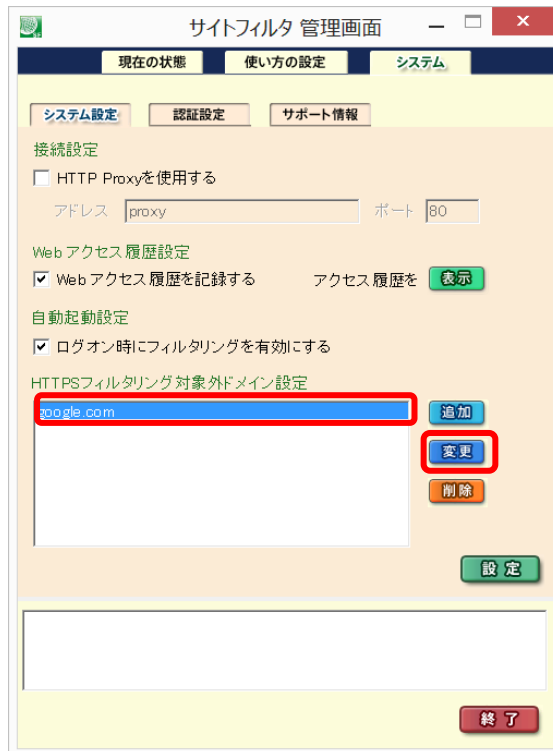 サイトフィルタ 管理画面
現在の状態 使い方の設定 システム
システム設定 認証設定 サポート情報
接続設定
HTTP Proxyを使用する
アドレス proxy ポート 80
Webアクセス履歴設定
Webアクセス履歴を記録する アクセス履歴を 表示
自動起動設定
ログオン時にフィルタリングを有効にする
HTTPSフィルタリング対象外ドメイン設定
google.com 追加
変更
削除
設定
終了